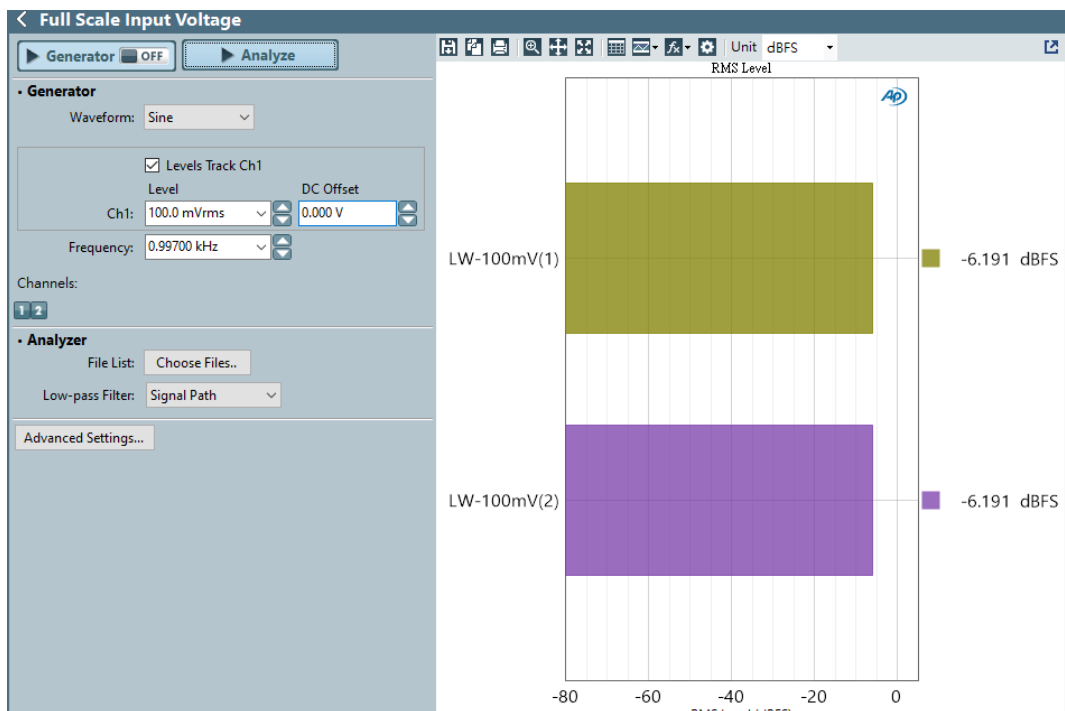 Full Scale Input Voltage
Generator OFF Analyze
Generator
Waveform: Sine
Levels Track Ch1
Level DC Offset
Ch1: 100.0 mVrms 0.000 V
Frequency: 0.99700 kHz
Channels:
1 2
Analyzer
File List: Choose Files..
Low-pass Filter: Signal Path
Advanced Settings...
Unit dBFS
RMS Level
AP
LW-100mV(1) -6.191 dBFS
LW-100mV(2) -6.191 dBFS
-80 -60 -40 -20 0